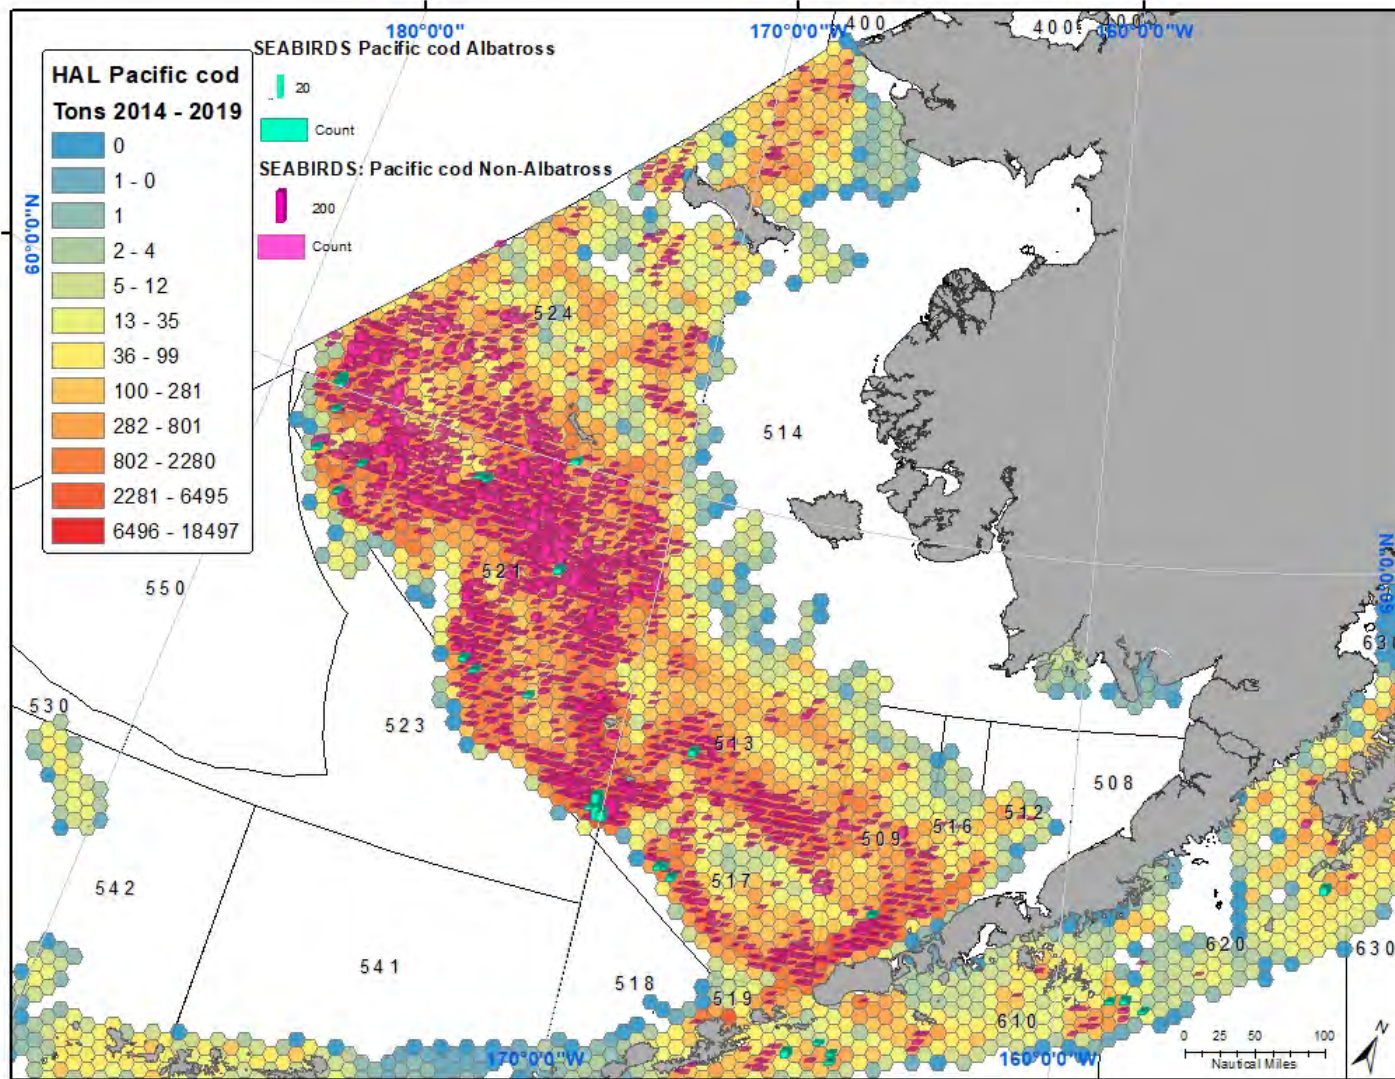 180°0'0"
170°0'0"W
400
400
400
160°0'0"W
SEABIRDS Pacific cod Albatross
20
Count
SEABIRDS: Pacific cod Non-Albatross
200
Count
HAL Pacific cod
Tons 2014 - 2019
0
1 - 0
1
2 - 4
5 - 12
13 - 35
36 - 99
100 - 281
282 - 801
802 - 2280
2281 - 6495
6496 - 18497
60°0'0"N
524
514
60°0'0"N
521
550
630
530
523
513
508
512
516
509
542
517
620
630
541
518
519
610
170°0'0"W
160°0'0"W
0 25 50 100
Nautical Miles
N